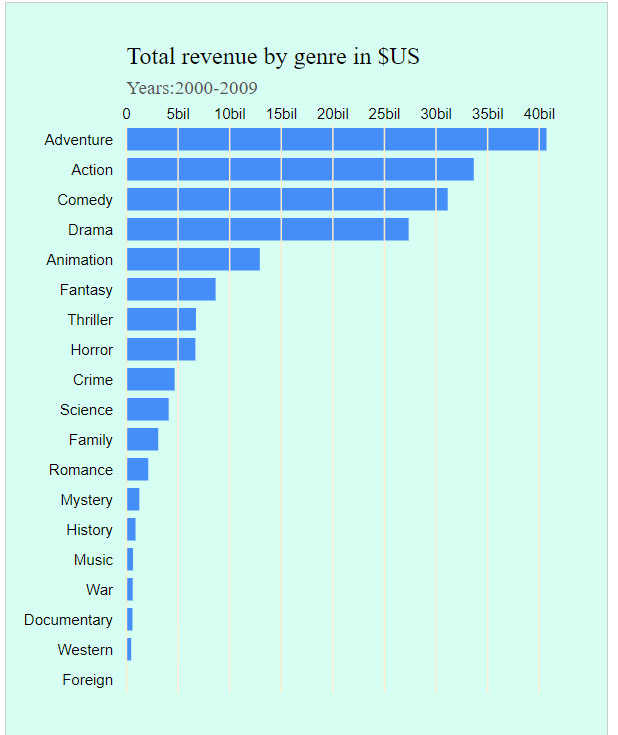 Total revenue by genre in $US
Years:2000-2009
0 5bil 10bil 15bil 20bil 25bil 30bil 35bil 40bil
Adventure
Action
Comedy
Drama
Animation
Fantasy
Thriller
Horror
Crime
Science
Family
Romance
Mystery
History
Music
War
Documentary
Western
Foreign